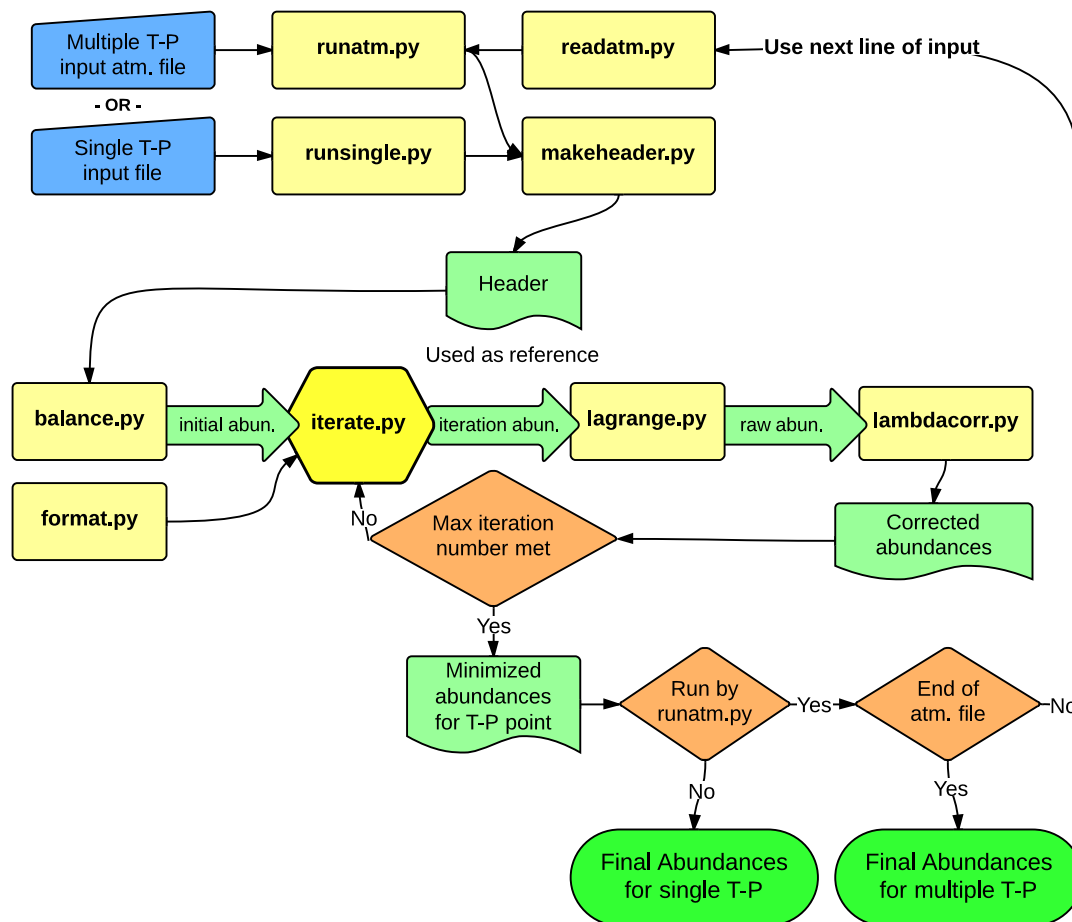 Multiple T-P
input atm. file
runatm.py
readatm.py
Use next line of input
- OR -
Single T-P
input file
runsingle.py
makeheader.py
Header
Used as reference
balance.py
initial abun.
iterate.py
iteration abun.
lagrange.py
raw abun.
lambdacorr.py
format.py
No
Max iteration
number met
Corrected
abundances
Yes
Minimized
abundances
for T-P point
Run by
runatm.py
Yes
End of
atm. file
No
No
Yes
Final Abundances
for single T-P
Final Abundances
for multiple T-P